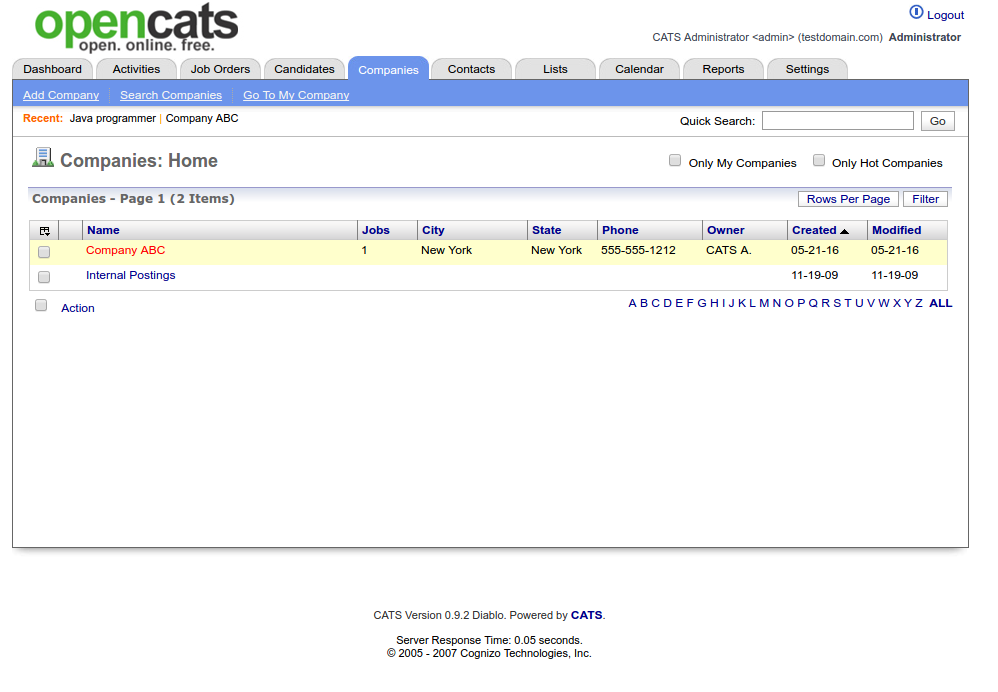 opencats
open. online. free.
Logout
CATS Administrator <admin> (testdomain.com) Administrator
Dashboard Activities Job Orders Candidates Companies Contacts Lists Calendar Reports Settings
Add Company Search Companies Go To My Company
Recent: Java programmer | Company ABC
Quick Search: Go
Companies: Home
Only My Companies Only Hot Companies
Companies - Page 1 (2 Items) Rows Per Page Filter
Name Jobs City State Phone Owner Created Modified
Company ABC 1 New York New York 555-555-1212 CATS A. 05-21-16 05-21-16
Internal Postings 11-19-09 11-19-09
Action
A B C D E F G H I J K L M N O P Q R S T U V W X Y Z ALL
CATS Version 0.9.2 Diablo. Powered by CATS.
Server Response Time: 0.05 seconds.
© 2005 - 2007 Cognizo Technologies, Inc.